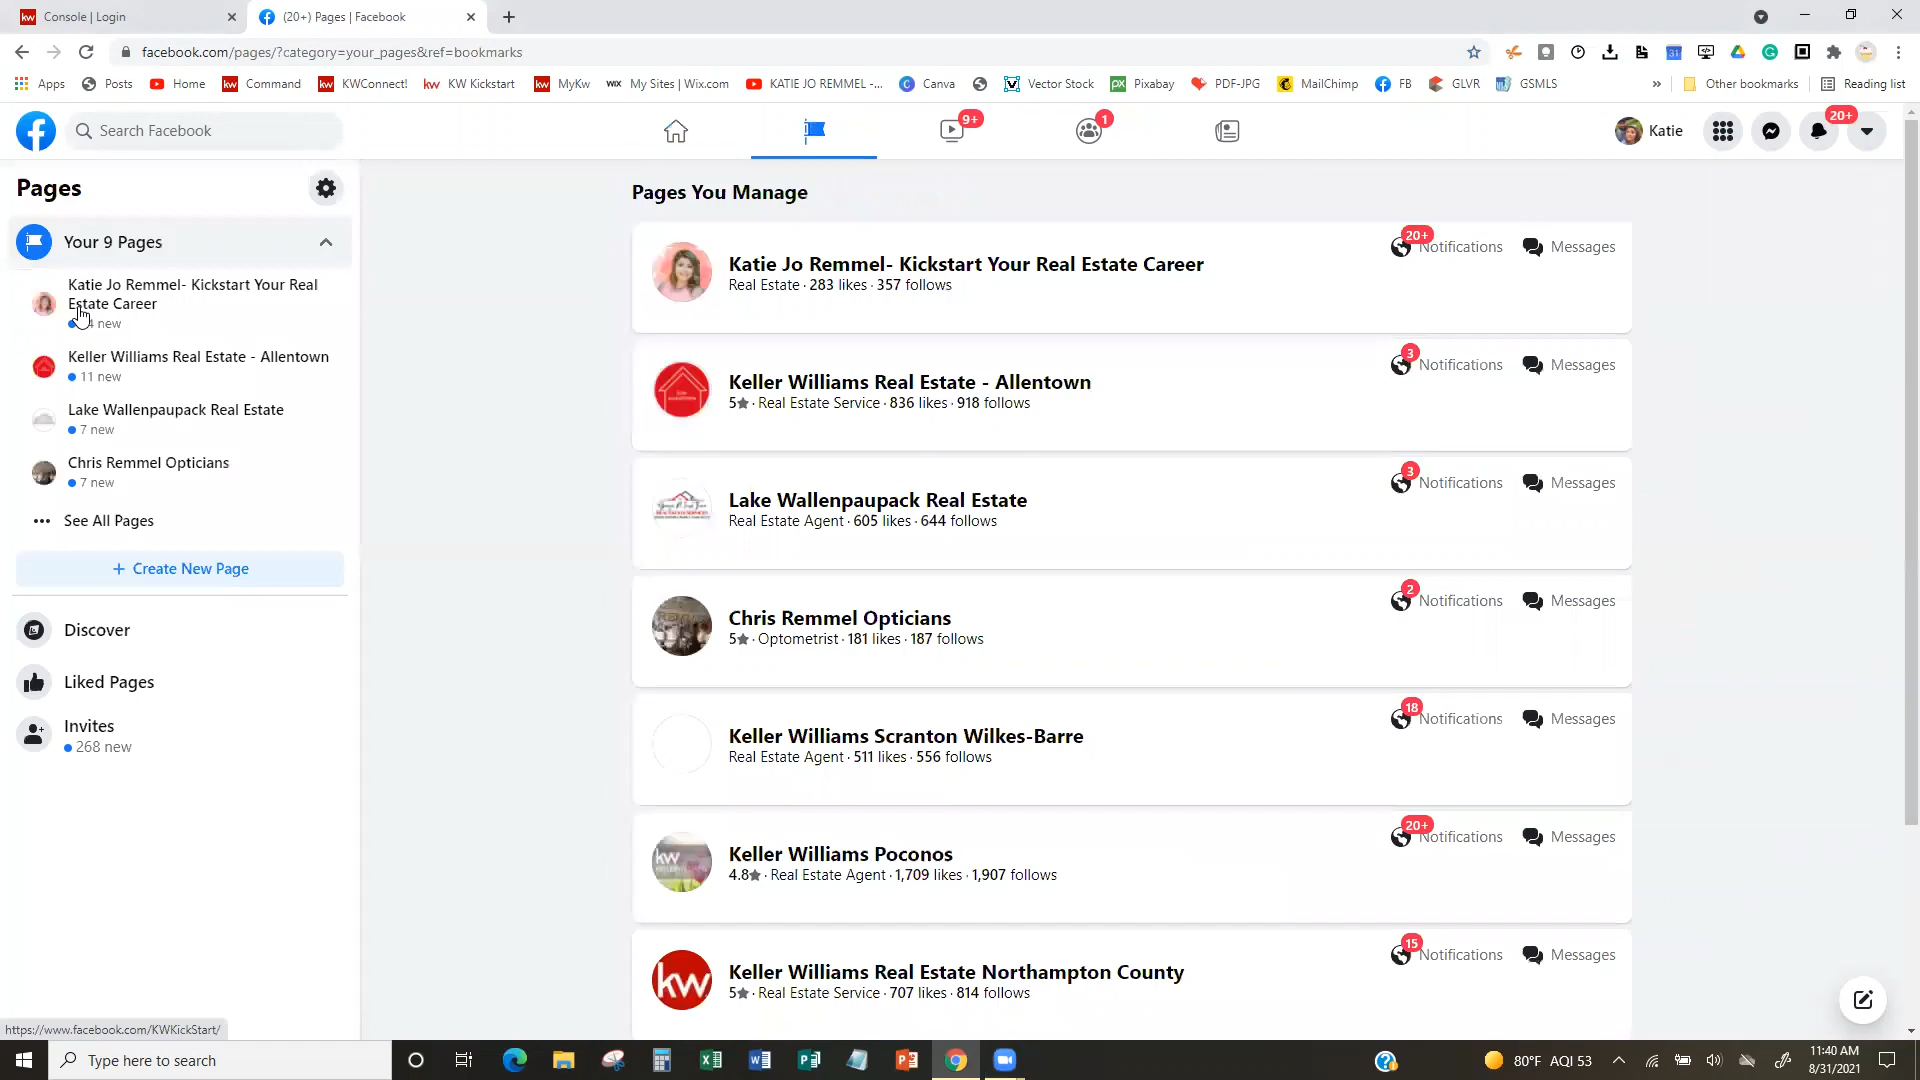 Console | Login
(20+) Pages | Facebook
facebook.com/pages/?category=your_pages&ref=bookmarks
Apps
Posts
Home
Command
KWConnect!
KW Kickstart
MyKw
WIX My Sites | Wix.com
KATIE JO REMMEL -...
Canva
Vector Stock
Pixabay
PDF-JPG
MailChimp
FB
GLVR
GSMLS
»
Other bookmarks
Reading list
Search Facebook
9+
1
Katie
20+
Pages
Your 9 Pages
Katie Jo Remmel- Kickstart Your Real
Estate Career
4 new
Keller Williams Real Estate - Allentown
11 new
Lake Wallenpaupack Real Estate
7 new
Chris Remmel Opticians
7 new
See All Pages
+ Create New Page
Discover
Liked Pages
Invites
268 new
Pages You Manage
Katie Jo Remmel- Kickstart Your Real Estate Career
Real Estate · 283 likes · 357 follows
20+
Notifications
Messages
Keller Williams Real Estate - Allentown
5★ · Real Estate Service · 836 likes · 918 follows
3
Notifications
Messages
Lake Wallenpaupack Real Estate
Real Estate Agent · 605 likes · 644 follows
3
Notifications
Messages
Chris Remmel Opticians
5★ · Optometrist · 181 likes · 187 follows
2
Notifications
Messages
Keller Williams Scranton Wilkes-Barre
Real Estate Agent · 511 likes · 556 follows
18
Notifications
Messages
kw
Keller Williams Poconos
4.8★ · Real Estate Agent · 1,709 likes · 1,907 follows
20+
Notifications
Messages
kw
Keller Williams Real Estate Northampton County
5★ · Real Estate Service · 707 likes · 814 follows
15
Notifications
Messages
https://www.facebook.com/KWKickStart/
Type here to search
80°F AQI 53
11:40 AM
8/31/2021